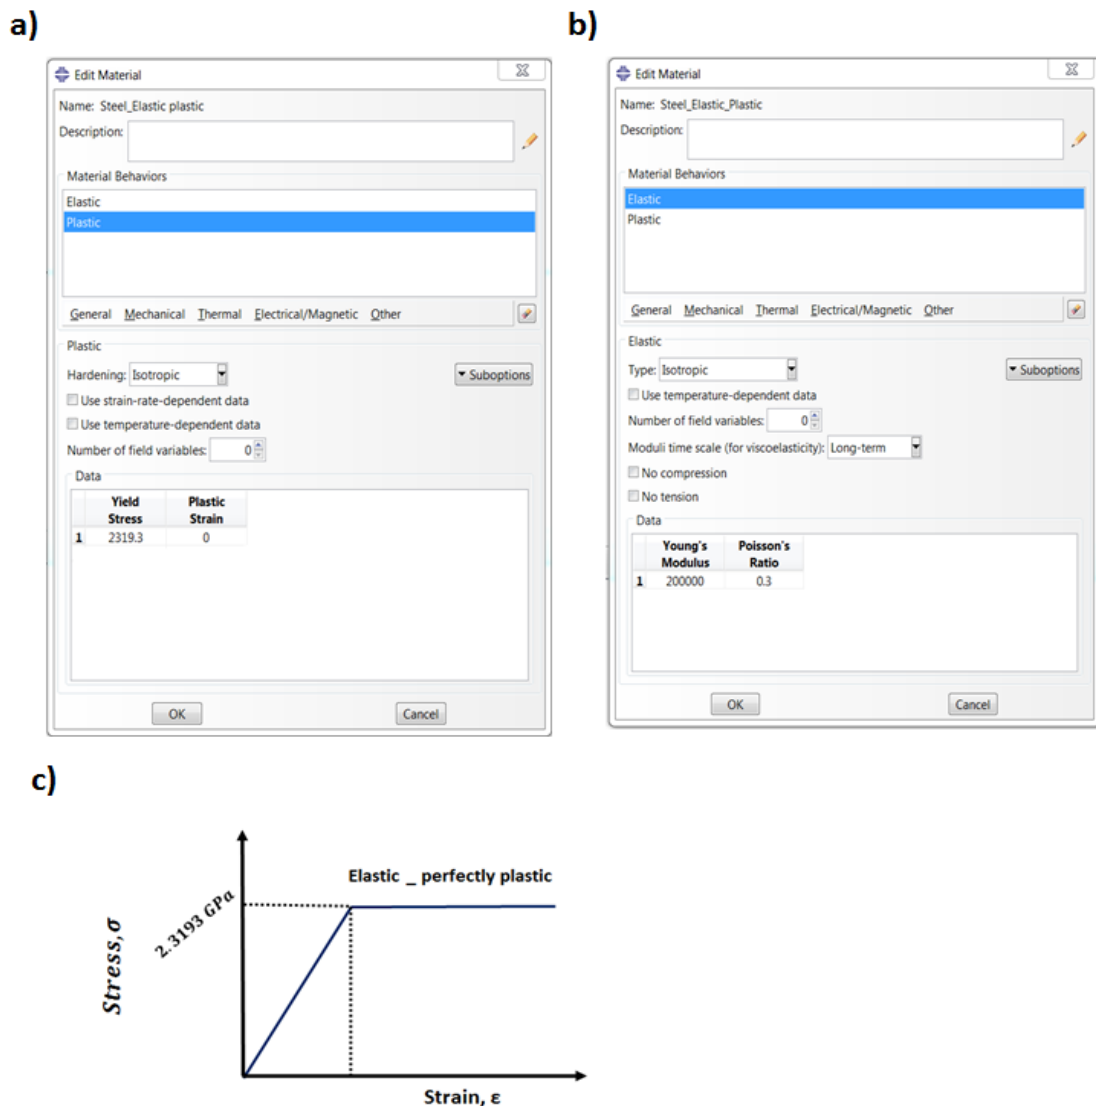 a)
Edit Material
Name: Steel_Elastic plastic
Description:
Material Behaviors
Elastic
Plastic
General Mechanical Thermal Electrical/Magnetic Other
Plastic
Hardening: Isotropic Suboptions
Use strain-rate-dependent data
Use temperature-dependent data
Number of field variables: 0
Data
Yield Stress Plastic Strain
1 2319.3 0
OK Cancel
b)
Edit Material
Name: Steel_Elastic_Plastic
Description:
Material Behaviors
Elastic
Plastic
General Mechanical Thermal Electrical/Magnetic Other
Elastic
Type: Isotropic Suboptions
Use temperature-dependent data
Number of field variables: 0
Moduli time scale (for viscoelasticity): Long-term
No compression
No tension
Data
Young's Modulus Poisson's Ratio
1 200000 0.3
OK Cancel
c)
Elastic _ perfectly plastic
2.3193 GPa
Stress, σ
Strain, ε